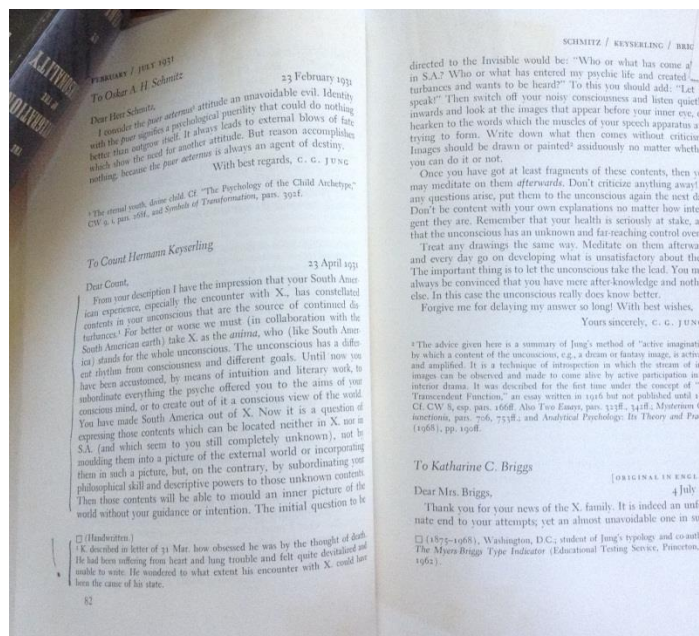 FEBRUARY / JULY 1931
To Oskar A. H. Schmitz
23 February 1931
Dear Herr Schmitz,
I consider the puer aeternus¹ attitude an unavoidable evil. Identity
with the puer signifies a psychological puerility that could do nothing
better than outgrow itself. It always leads to external blows of fate
which show the need for another attitude. But reason accomplishes
nothing, because the puer aeternus is always an agent of destiny.
With best regards, C. G. JUNG
¹ The eternal youth, divine child. Cf. "The Psychology of the Child Archetype,"
CW 9, i, pars. 268f., and Symbols of Transformation, pars. 392f.
To Count Hermann Keyserling
23 April 1931
Dear Count,
From your description I have the impression that your South Amer-
ican experience, especially the encounter with X., has constellated
contents in your unconscious that are the source of continued dis-
turbances.¹ For better or worse we must (in collaboration with the
South American earth) take X. as the anima, who (like South Amer-
ica) stands for the whole unconscious. The unconscious has a differ-
ent rhythm from consciousness and different goals. Until now you
have been accustomed, by means of intuition and literary work, to
subordinate everything the psyche offered you to the aims of your
conscious mind, or to create out of it a conscious view of the world.
You have made South America out of X. Now it is a question of
expressing those contents which can be located neither in X. nor in
S.A. (and which seem to you still completely unknown), not by
moulding them into a picture of the external world or incorporating
them in such a picture, but, on the contrary, by subordinating your
philosophical skill and descriptive powers to those unknown contents.
Then those contents will be able to mould an inner picture of the
world without your guidance or intention. The initial question to be
☐ (Handwritten.)
¹ K. described in letter of 31 Mar. how obsessed he was by the thought of death.
He had been suffering from heart and lung trouble and felt quite devitalized and
unable to write. He wondered to what extent his encounter with X. could have
been the cause of his state.
82
SCHMITZ / KEYSERLING / BRIG
directed to the Invisible would be: "Who or what has come a
in S.A.? Who or what has entered my psychic life and created
turbances and wants to be heard?" To this you should add: "Let
speak!" Then switch off your noisy consciousness and listen quie
inwards and look at the images that appear before your inner eye,
hearken to the words which the muscles of your speech apparatus a
trying to form. Write down what then comes without criticis
Images should be drawn or painted² assiduously no matter wheth
you can do it or not.
Once you have got at least fragments of these contents, then y
may meditate on them afterwards. Don't criticize anything away!
any questions arise, put them to the unconscious again the next d
Don't be content with your own explanations no matter how inte
gent they are. Remember that your health is seriously at stake, a
that the unconscious has an unknown and far-reaching control over
Treat any drawings the same way. Meditate on them afterwa
and every day go on developing what is unsatisfactory about the
The important thing is to let the unconscious take the lead. You m
always be convinced that you have mere after-knowledge and noth
else. In this case the unconscious really does know better.
Forgive me for delaying my answer so long! With best wishes,
Yours sincerely, C. G. JUN
² The advice given here is a summary of Jung's method of "active imaginati
by which a content of the unconscious, e.g., a dream or fantasy image, is activ
and amplified. It is a technique of introspection in which the stream of i
images can be observed and made to come alive by active participation in
interior drama. It was described for the first time under the concept of
Transcendent Function," an essay written in 1916 but not published until
Cf. CW 8, esp. pars. 166ff. Also Two Essays, pars. 323ff., 342ff.; Mysterium C
iunctionis, pars. 706, 753ff.; and Analytical Psychology: Its Theory and Pra
(1968), pp. 190ff.
To Katharine C. Briggs
[ORIGINAL IN ENGL
Dear Mrs. Briggs,
4 July
Thank you for your news of the X. family. It is indeed an unf
nate end to your attempts; yet an almost unavoidable one in su
☐ (1875–1968), Washington, D.C.; student of Jung's typology and co-auth
The Myers-Briggs Type Indicator (Educational Testing Service, Princeton,
1962).